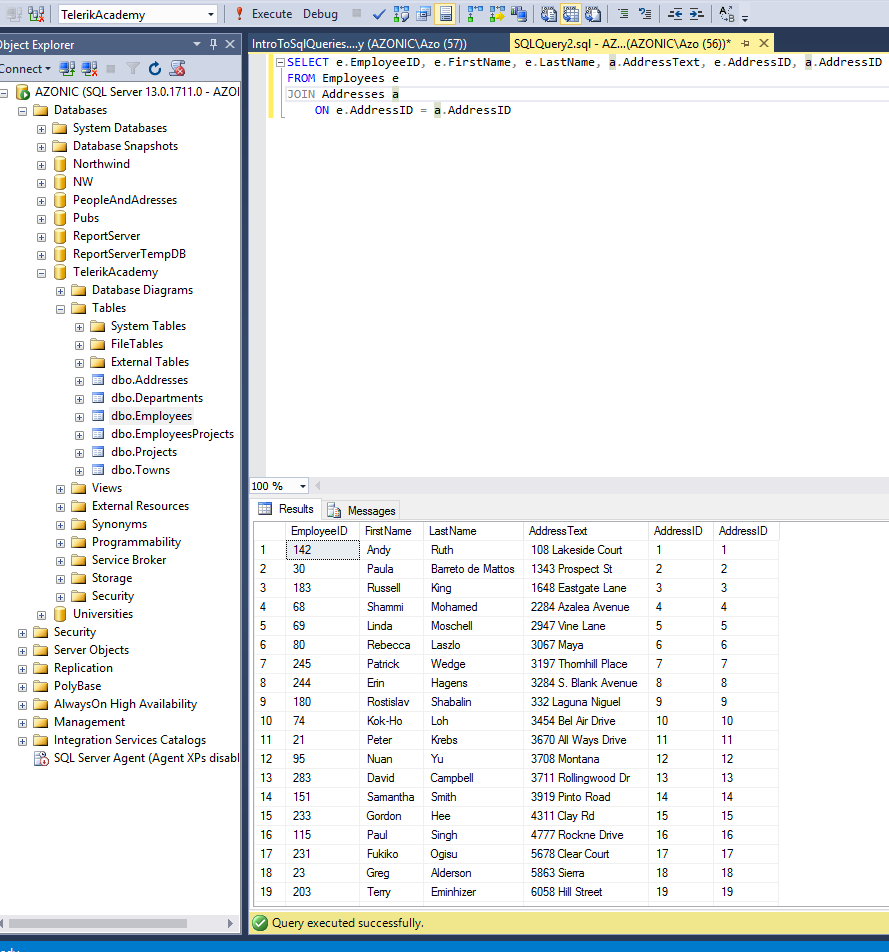 TelerikAcademy Execute Debug
Object Explorer
Connect
AZONIC (SQL Server 13.0.1711.0 - AZOI
Databases
System Databases
Database Snapshots
Northwind
NW
PeopleAndAdresses
Pubs
ReportServer
ReportServerTempDB
TelerikAcademy
Database Diagrams
Tables
System Tables
FileTables
External Tables
dbo.Addresses
dbo.Departments
dbo.Employees
dbo.EmployeesProjects
dbo.Projects
dbo.Towns
Views
External Resources
Synonyms
Programmability
Service Broker
Storage
Security
Universities
Security
Server Objects
Replication
PolyBase
AlwaysOn High Availability
Management
Integration Services Catalogs
SQL Server Agent (Agent XPs disabl
IntroToSqlQueries....y (AZONIC\Azo (57)) SQLQuery2.sql - AZ...(AZONIC\Azo (56))*
SELECT e.EmployeeID, e.FirstName, e.LastName, a.AddressText, e.AddressID, a.AddressID
FROM Employees e
JOIN Addresses a
ON e.AddressID = a.AddressID
100 %
Results Messages
EmployeeID FirstName LastName AddressText AddressID AddressID
1 142 Andy Ruth 108 Lakeside Court 1 1
2 30 Paula Barreto de Mattos 1343 Prospect St 2 2
3 183 Russell King 1648 Eastgate Lane 3 3
4 68 Shammi Mohamed 2284 Azalea Avenue 4 4
5 69 Linda Moschell 2947 Vine Lane 5 5
6 80 Rebecca Laszlo 3067 Maya 6 6
7 245 Patrick Wedge 3197 Thornhill Place 7 7
8 244 Erin Hagens 3284 S. Blank Avenue 8 8
9 180 Rostislav Shabalin 332 Laguna Niguel 9 9
10 74 Kok-Ho Loh 3454 Bel Air Drive 10 10
11 21 Peter Krebs 3670 All Ways Drive 11 11
12 95 Nuan Yu 3708 Montana 12 12
13 283 David Campbell 3711 Rollingwood Dr 13 13
14 151 Samantha Smith 3919 Pinto Road 14 14
15 233 Gordon Hee 4311 Clay Rd 15 15
16 115 Paul Singh 4777 Rockne Drive 16 16
17 231 Fukiko Ogisu 5678 Clear Court 17 17
18 23 Greg Alderson 5863 Sierra 18 18
19 203 Terry Eminhizer 6058 Hill Street 19 19
Query executed successfully.